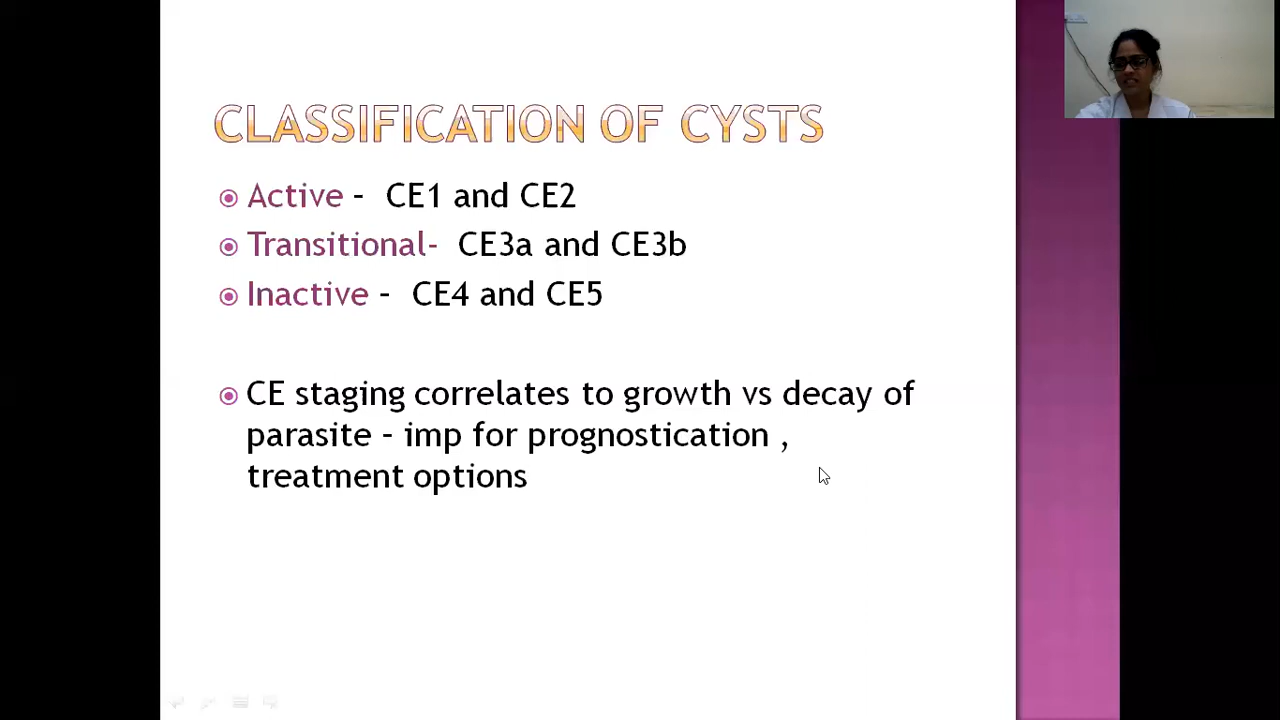 CLASSIFICATION OF CYSTS
Active – CE1 and CE2
Transitional- CE3a and CE3b
Inactive – CE4 and CE5
CE staging correlates to growth vs decay of
parasite – imp for prognostication ,
treatment options